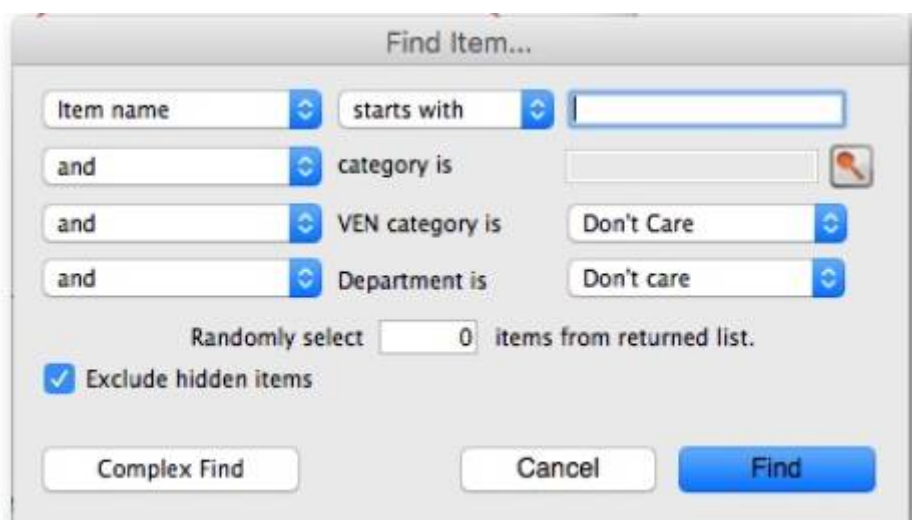 Find Item...
Item name starts with
and category is
and VEN category is Don't Care
and Department is Don't care
Randomly select 0 items from returned list.
Exclude hidden items
Complex Find Cancel Find